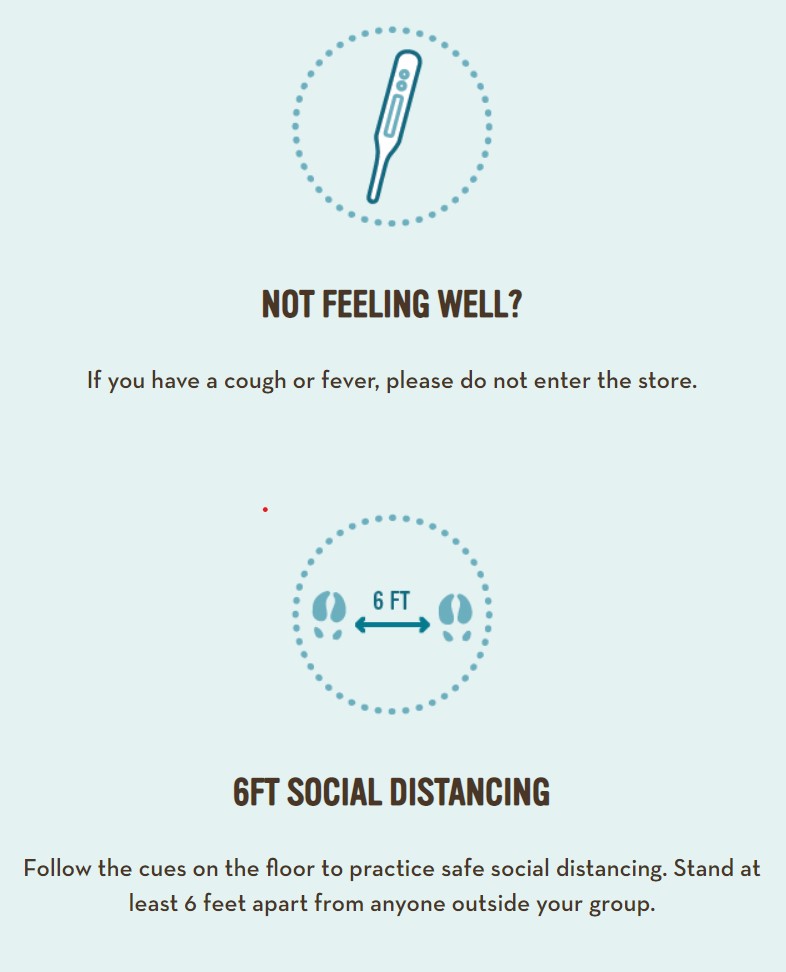 NOT FEELING WELL?
If you have a cough or fever, please do not enter the store.
6 FT
6FT SOCIAL DISTANCING
Follow the cues on the floor to practice safe social distancing. Stand at
least 6 feet apart from anyone outside your group.